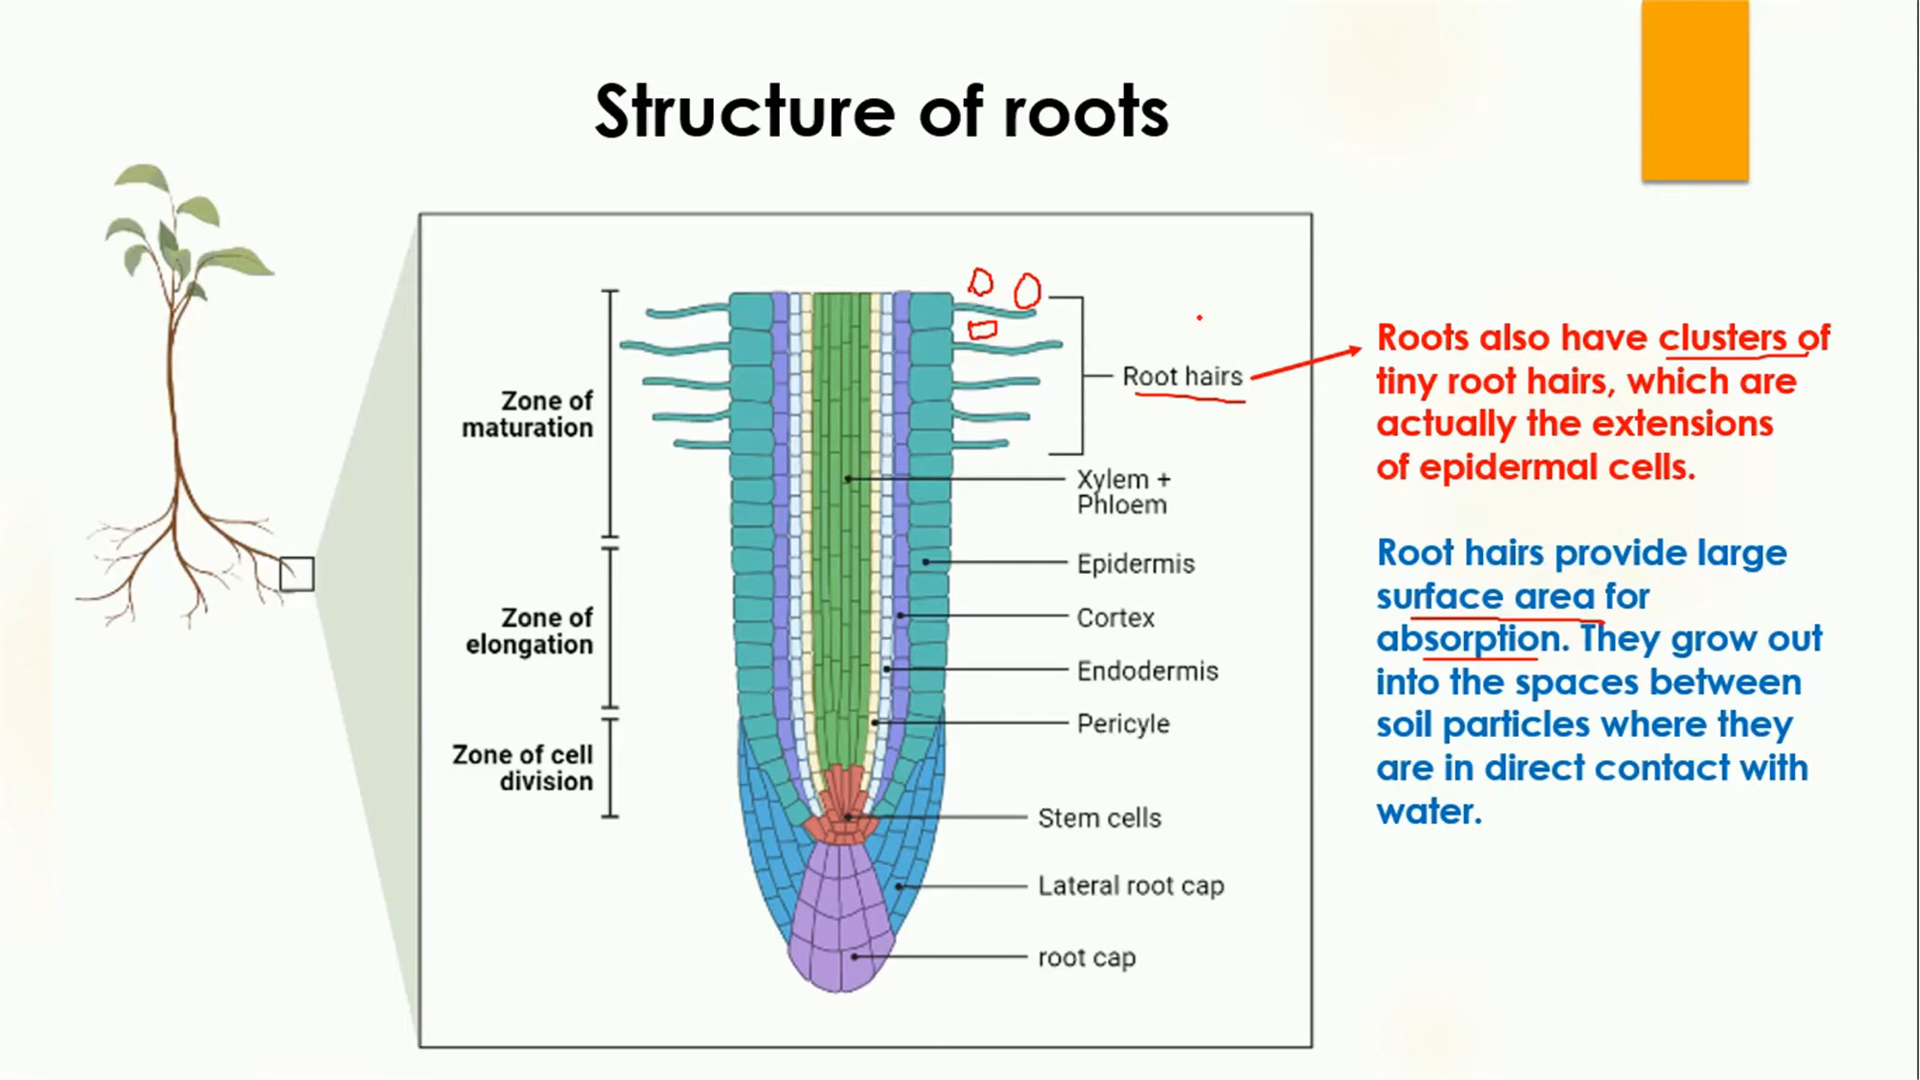 Structure of roots
Zone of
maturation
Zone of
elongation
Zone of cell
division
Root hairs
Xylem +
Phloem
Epidermis
Cortex
Endodermis
Pericyle
Stem cells
Lateral root cap
root cap
Roots also have clusters of
tiny root hairs, which are
actually the extensions
of epidermal cells.
Root hairs provide large
surface area for
absorption. They grow out
into the spaces between
soil particles where they
are in direct contact with
water.